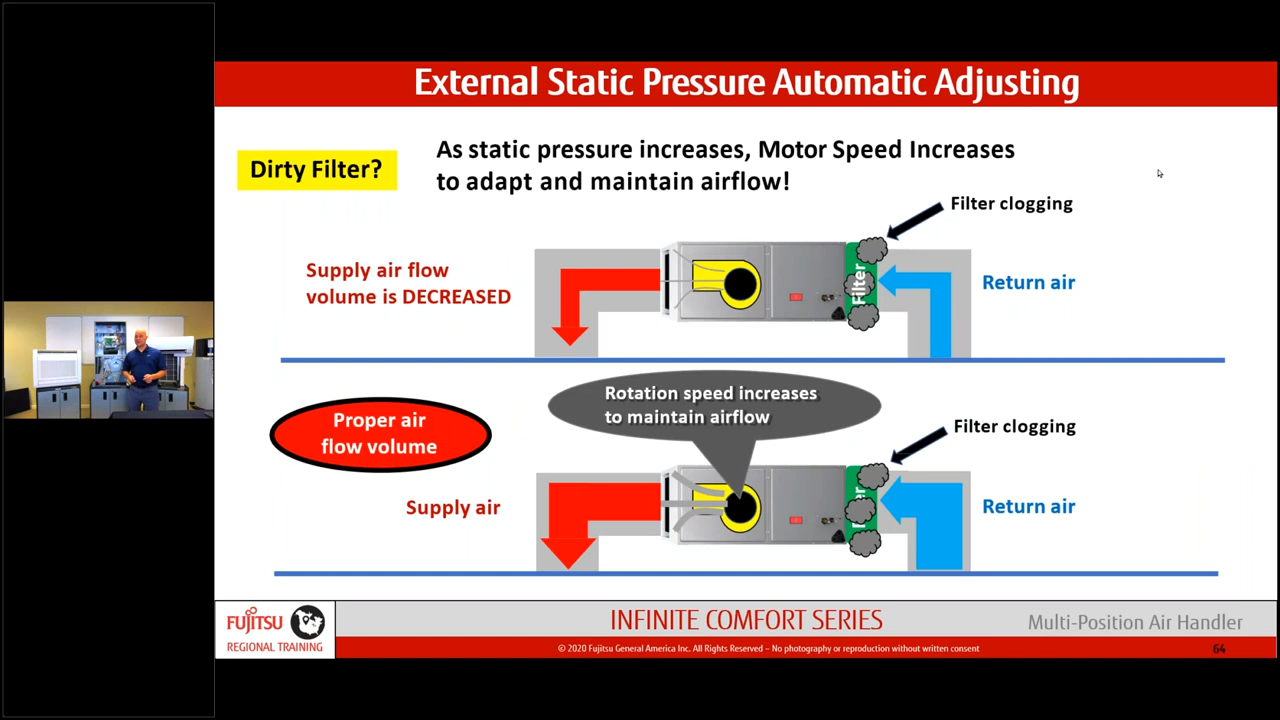 External Static Pressure Automatic Adjusting
Dirty Filter?
As static pressure increases, Motor Speed Increases
to adapt and maintain airflow!
Filter clogging
Supply air flow
volume is DECREASED
Filter
Return air
Rotation speed increases
to maintain airflow
Proper air
flow volume
Filter clogging
Supply air
Return air
FUJITSU
REGIONAL TRAINING
INFINITE COMFORT SERIES
Multi-Position Air Handler
© 2020 Fujitsu General America Inc. All Rights Reserved – No photography or reproduction without written consent
64